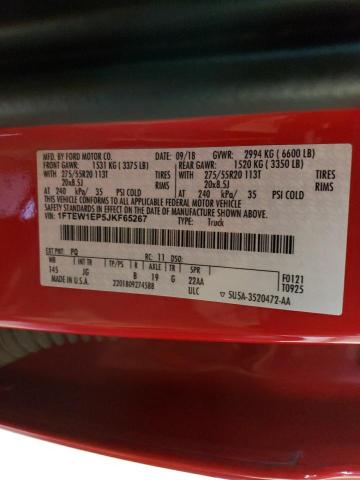 MFD. BY FORD MOTOR CO. DATE: 09/18 GVWR: 2994 KG (6600 LB)
FRONT GAWR: 1531 KG (3375 LB) REAR GAWR: 1520 KG (3350 LB)
WITH 275/55R20 113T TIRES WITH 275/55R20 113T TIRES
20x8.5J RIMS 20x8.5J RIMS
AT 240 kPa/ 35 PSI COLD AT 240 kPa/ 35 PSI COLD
THIS VEHICLE CONFORMS TO ALL APPLICABLE FEDERAL MOTOR VEHICLE
SAFETY STANDARDS IN EFFECT ON THE DATE OF MANUFACTURE SHOWN ABOVE.
VIN: 1FTEW1EP5JKF65267 TYPE: Truck
EXT PNT: PQ RC: 11 DSO: F0121
WB INT TR TP/PS R AXLE TR SPR T0925
145 JG B 19 G 22AA
MADE IN U.S.A. 22018092745BB ULC 5U5A-3520472-AA